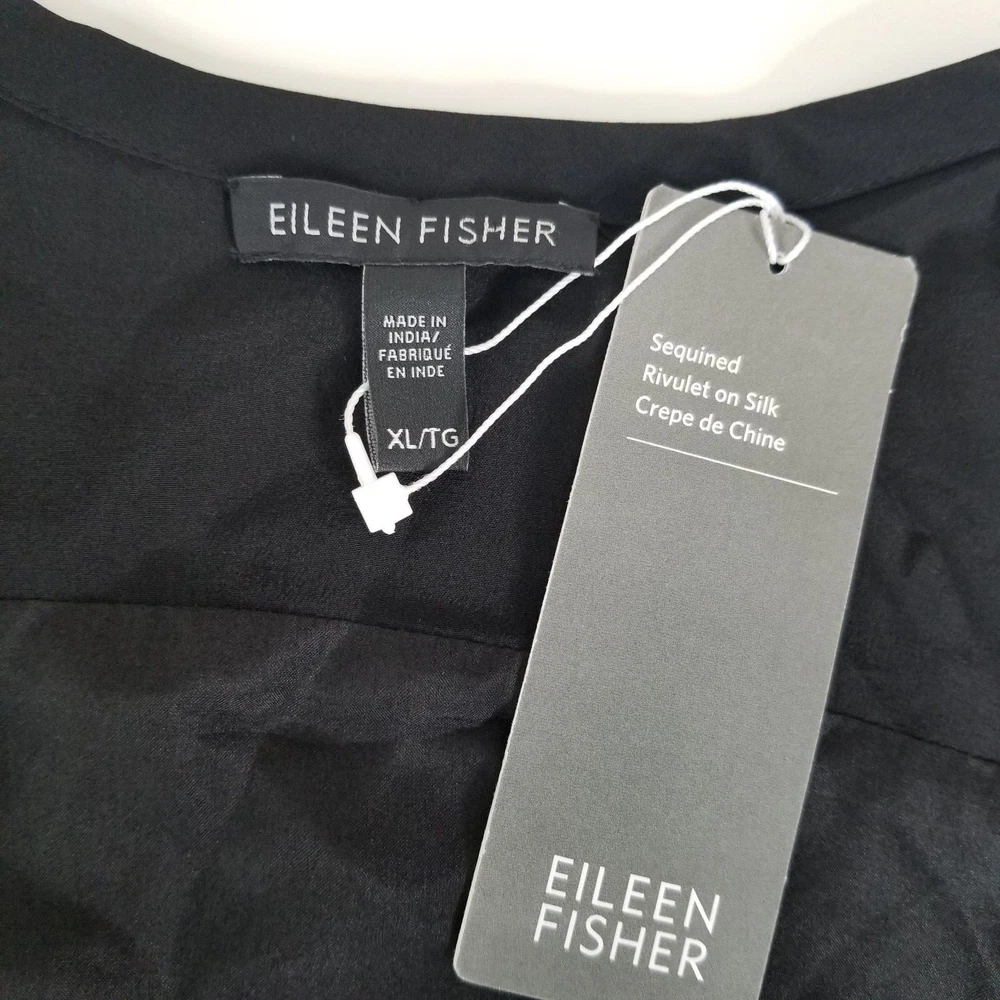 EILEEN FISHER
MADE IN
INDIA/
FABRIQUÉ
EN INDE
XL/TG
Sequined
Rivulet on Silk
Crepe de Chine
EILEEN
FISHER